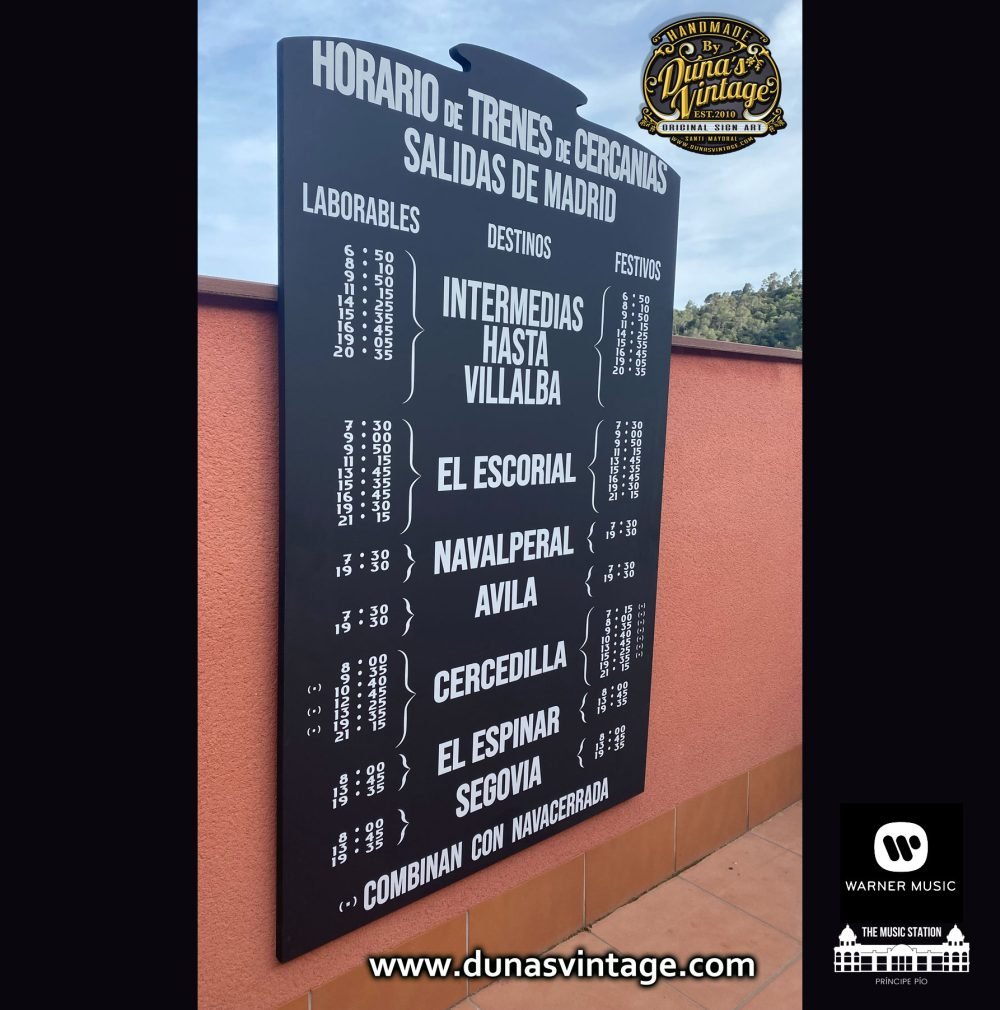 HANDMADE
By
Duna's
Vintage
EST.2010
ORIGINAL SIGN ART
SANTI MAYORAL
WWW.DUNASVINTAGE.COM
HORARIO DE TRENES DE CERCANIAS
SALIDAS DE MADRID
LABORABLES
DESTINOS
FESTIVOS
6 • 50
8 • 10
9 • 50
11 • 15
14 • 25
15 • 35
16 • 45
19 • 05
20 • 35
INTERMEDIAS
HASTA
VILLALBA
6 • 50
8 • 10
9 • 50
11 • 15
14 • 25
15 • 35
16 • 45
19 • 05
20 • 35
7 • 30
9 • 00
9 • 50
11 • 15
13 • 45
15 • 35
16 • 45
19 • 30
21 • 15
EL ESCORIAL
7 • 30
9 • 00
9 • 50
11 • 15
13 • 45
15 • 35
16 • 45
19 • 30
21 • 15
7 • 30
19 • 30
NAVALPERAL
7 • 30
19 • 30
7 • 30
19 • 30
AVILA
7 • 30
19 • 30
8 • 00
9 • 35
(•) 10 • 40
12 • 45
(•) 13 • 25
19 • 35
(•) 21 • 15
CERCEDILLA
7 • 15 (•)
8 • 00 (•)
9 • 35 (•)
10 • 40 (•)
13 • 45 (•)
15 • 25 (•)
19 • 35
21 • 15
8 • 00
13 • 45
19 • 35
EL ESPINAR
8 • 00
13 • 45
19 • 35
8 • 00
13 • 45
19 • 35
SEGOVIA
8 • 00
13 • 45
19 • 35
(•) COMBINAN CON NAVACERRADA
www.dunasvintage.com
WARNER MUSIC
THE MUSIC STATION
PRÍNCIPE PÍO